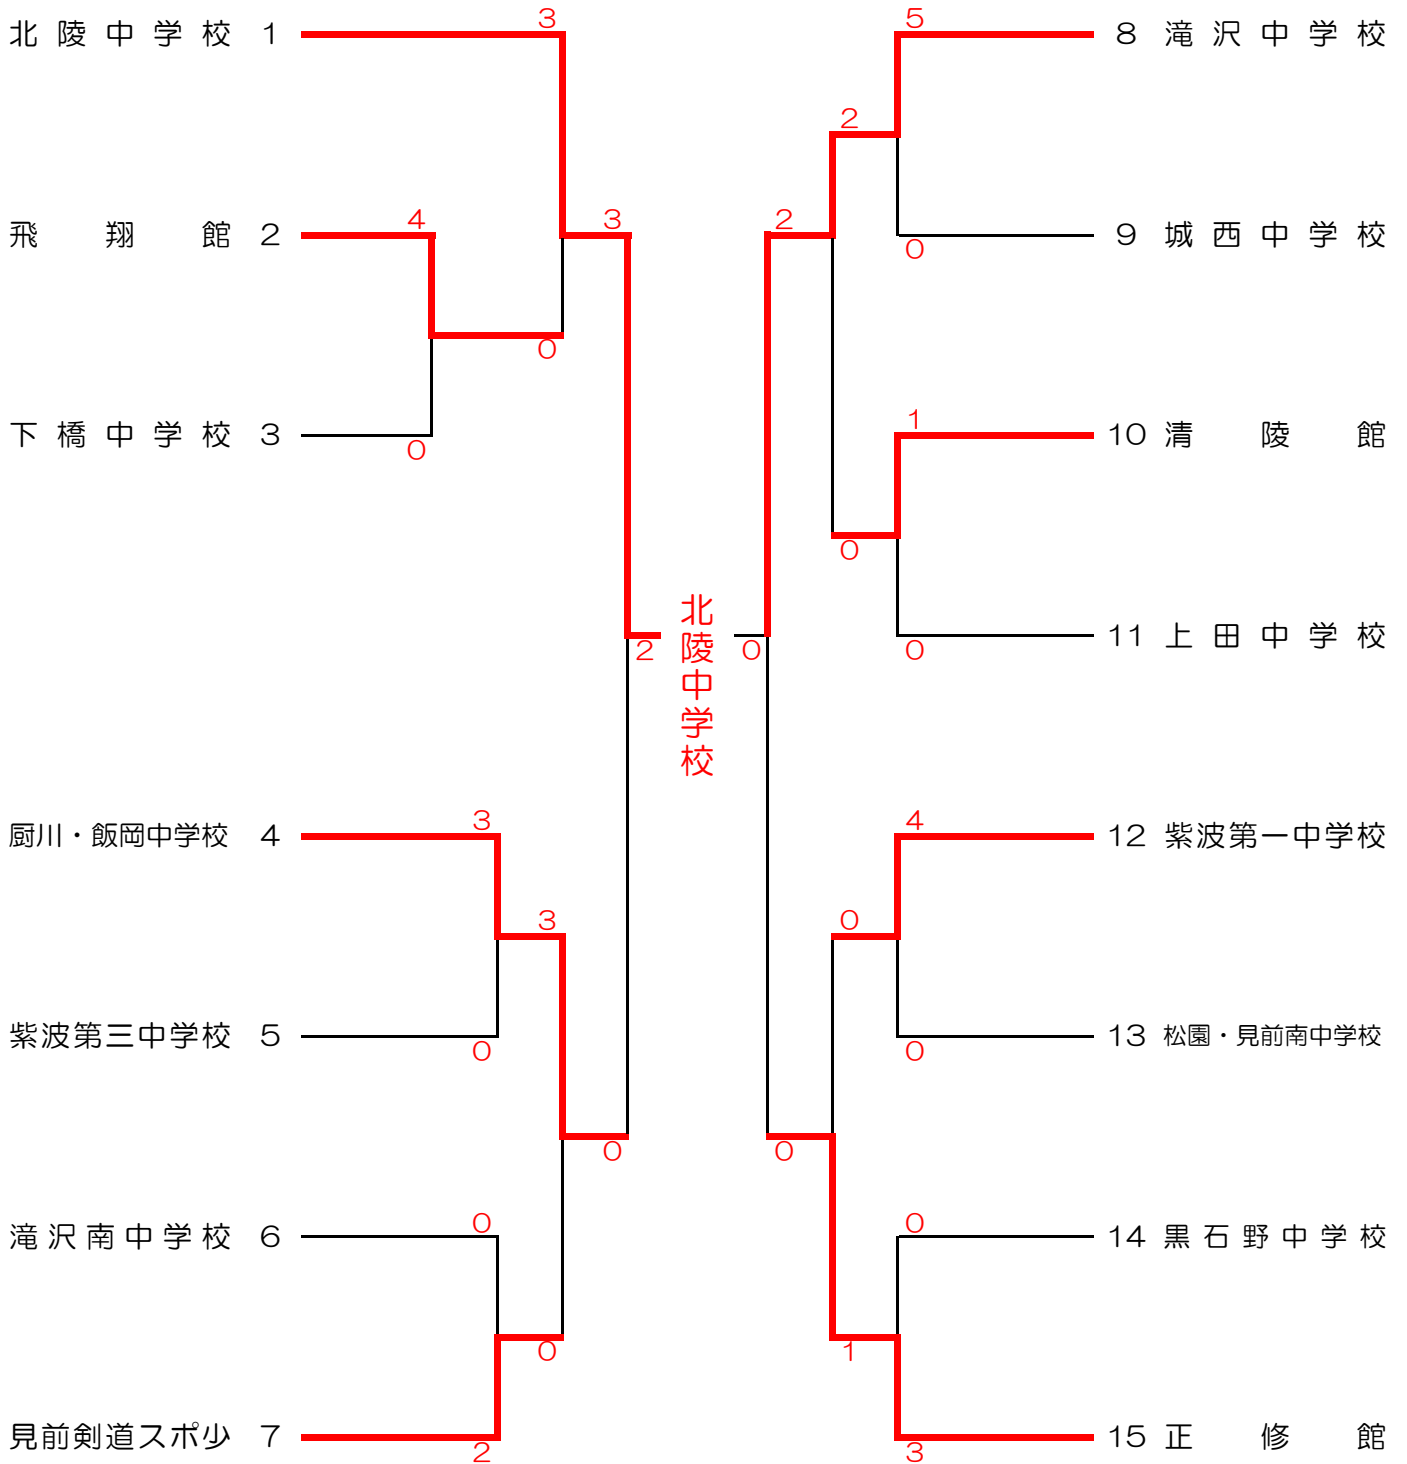 北陵中学校 1
3
飛翔館 2
4
3
0
下橋中学校 3
0
2
厨川・飯岡中学校 4
3
3
紫波第三中学校 5
0
0
滝沢南中学校 6
0
0
見前剣道スポ少 7
2
北陵中学校
5
8 滝沢中学校
2
2
0
9 城西中学校
1
10 清陵館
0
0
0
11 上田中学校
4
12 紫波第一中学校
0
0
13 松園・見前南中学校
0
0
14 黒石野中学校
1
3
15 正修館